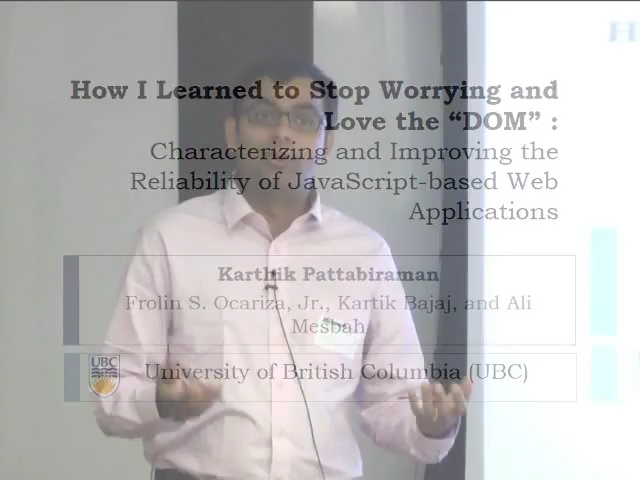 How I Learned to Stop Worrying and
Love the “DOM” :
Characterizing and Improving the
Reliability of JavaScript-based Web
Applications
Karthik Pattabiraman
Frolin S. Ocariza, Jr., Kartik Bajaj, and Ali
Mesbah
UBC
University of British Columbia (UBC)